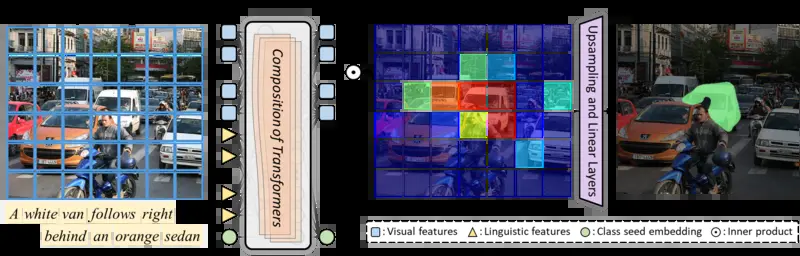 Composition of Transformers
Upsampling and Linear Layers
A white van follows right
behind an orange sedan
: Visual features : Linguistic features : Class seed embedding : Inner product